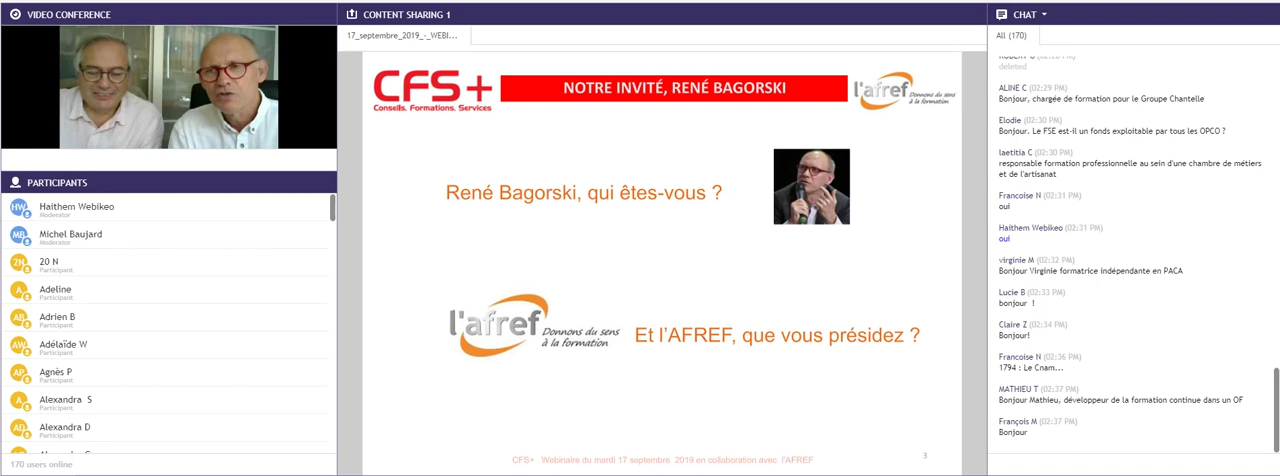 VIDEO CONFERENCE
CONTENT SHARING 1
CHAT
17_septembre_2019_-_WEBI...
All (170)
CFS+
Conseils. Formations. Services
NOTRE INVITÉ, RENÉ BAGORSKI
l'afref Donnons du sens
à la formation
René Bagorski, qui êtes-vous ?
l'afref Donnons du sens
à la formation
Et l'AFREF, que vous présidez ?
CFS+ Webinaire du mardi 17 septembre 2019 en collaboration avec l'AFREF
3
PARTICIPANTS
HW Haithem Webikeo
Moderator
MB Michel Baujard
Moderator
2N 20 N
Participant
A Adeline
Participant
AB Adrien B
Participant
AW Adélaïde W
Participant
AP Agnès P
Participant
A Alexandra S
Participant
AD Alexandra D
Participant
170 users online
deleted
ALINE C (02:29 PM)
Bonjour, chargée de formation pour le Groupe Chantelle
Elodie (02:30 PM)
Bonjour. Le FSE est-il un fonds exploitable par tous les OPCO ?
laetitia C (02:30 PM)
responsable formation professionelle au sein d'une chambre de métiers
et de l'artisanat
Francoise N (02:31 PM)
oui
Haithem Webikeo (02:31 PM)
oui
virginie M (02:32 PM)
Bonjour Virginie formatrice indépendante en PACA
Lucie B (02:33 PM)
bonjour !
Claire Z (02:34 PM)
Bonjour!
Francoise N (02:36 PM)
1794 : Le Cnam...
MATHIEU T (02:37 PM)
Bonjour Mathieu, développeur de la formation continue dans un OF
François M (02:37 PM)
Bonjour